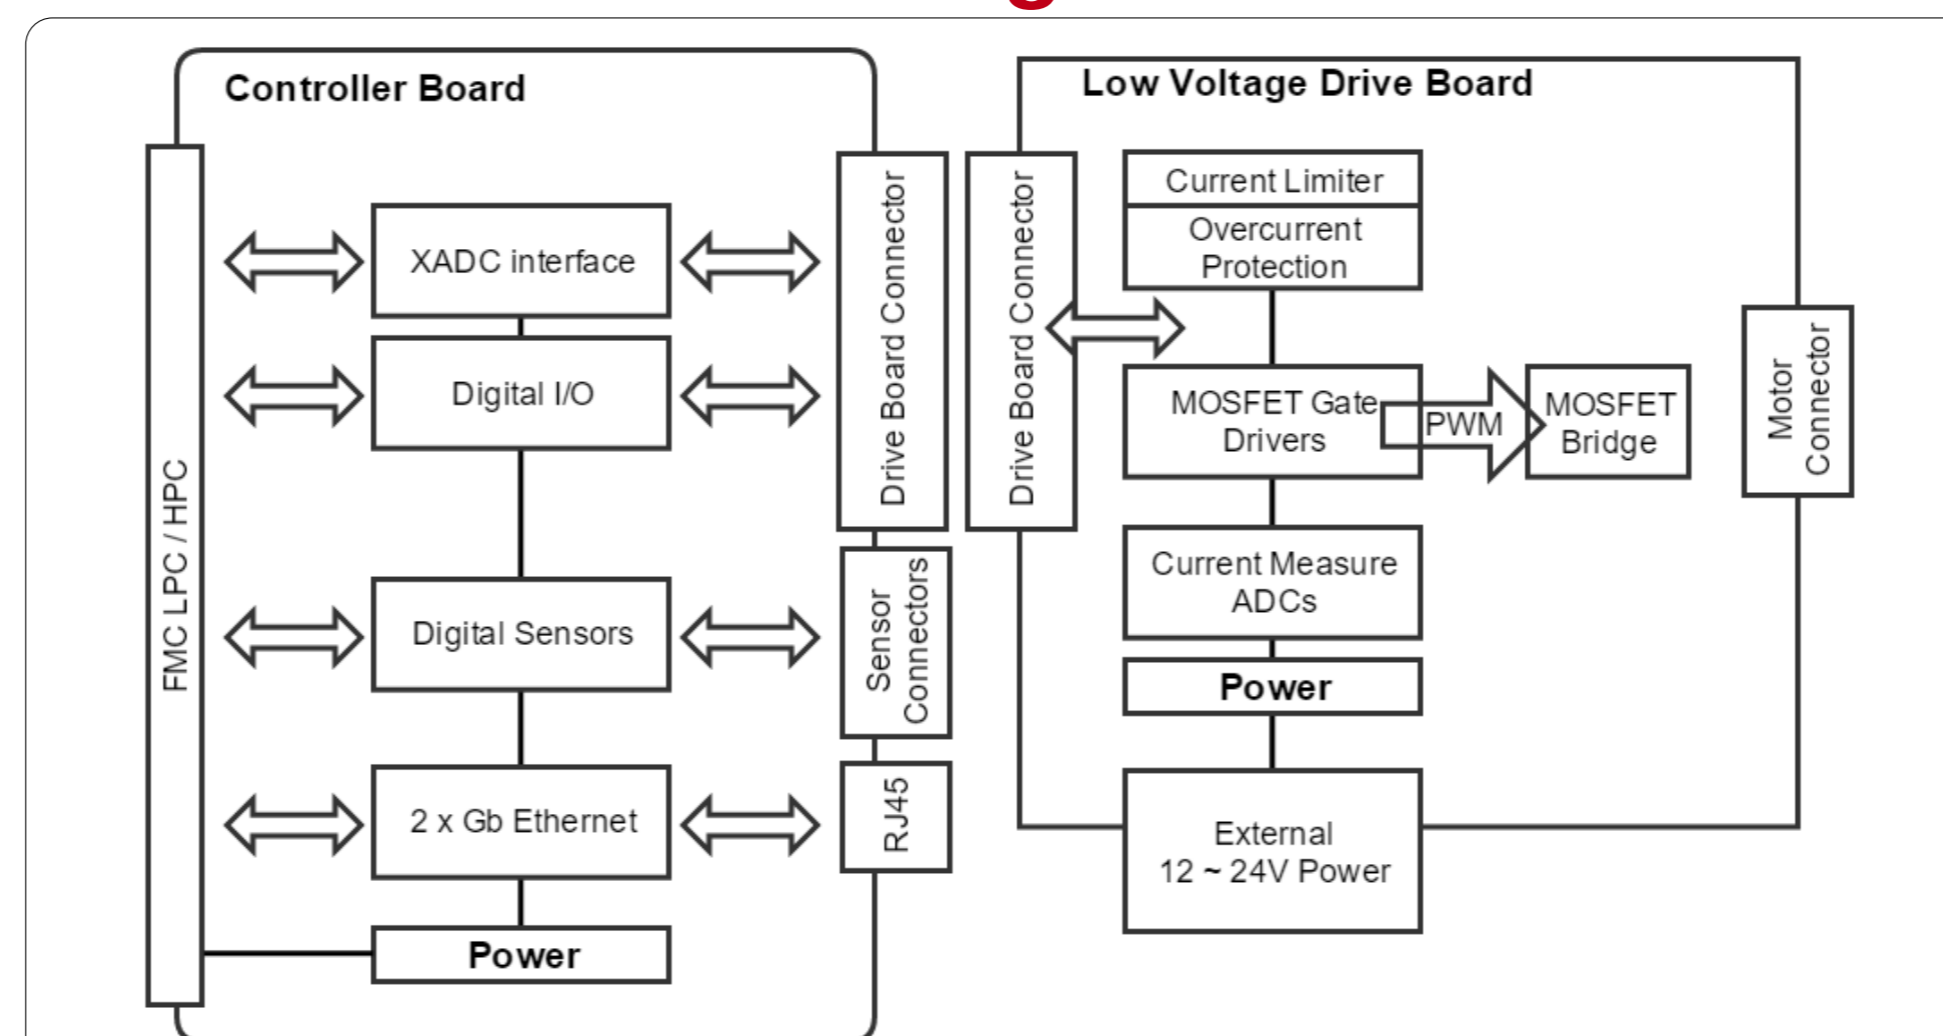 Controller Board
FMC LPC / HPC
XADC interface
Digital I/O
Digital Sensors
2 x Gb Ethernet
Power
Drive Board Connector
Sensor
Connectors
RJ45
Low Voltage Drive Board
Drive Board Connector
Current Limiter
Overcurrent
Protection
MOSFET Gate
Drivers
PWM
MOSFET
Bridge
Current Measure
ADCs
Power
External
12 ~ 24V Power
Motor
Connector